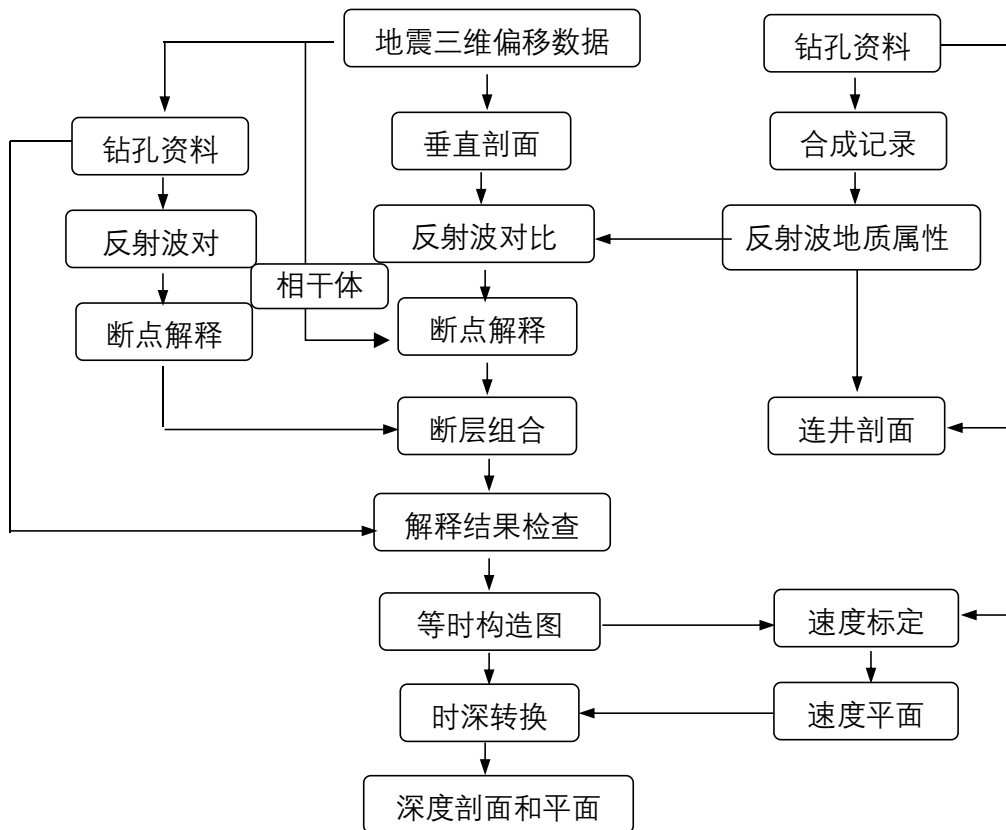 地震三维偏移数据
钻孔资料
钻孔资料
垂直剖面
合成记录
反射波对
反射波对比
反射波地质属性
相干体
断点解释
断点解释
断层组合
连井剖面
解释结果检查
等时构造图
速度标定
时深转换
速度平面
深度剖面和平面